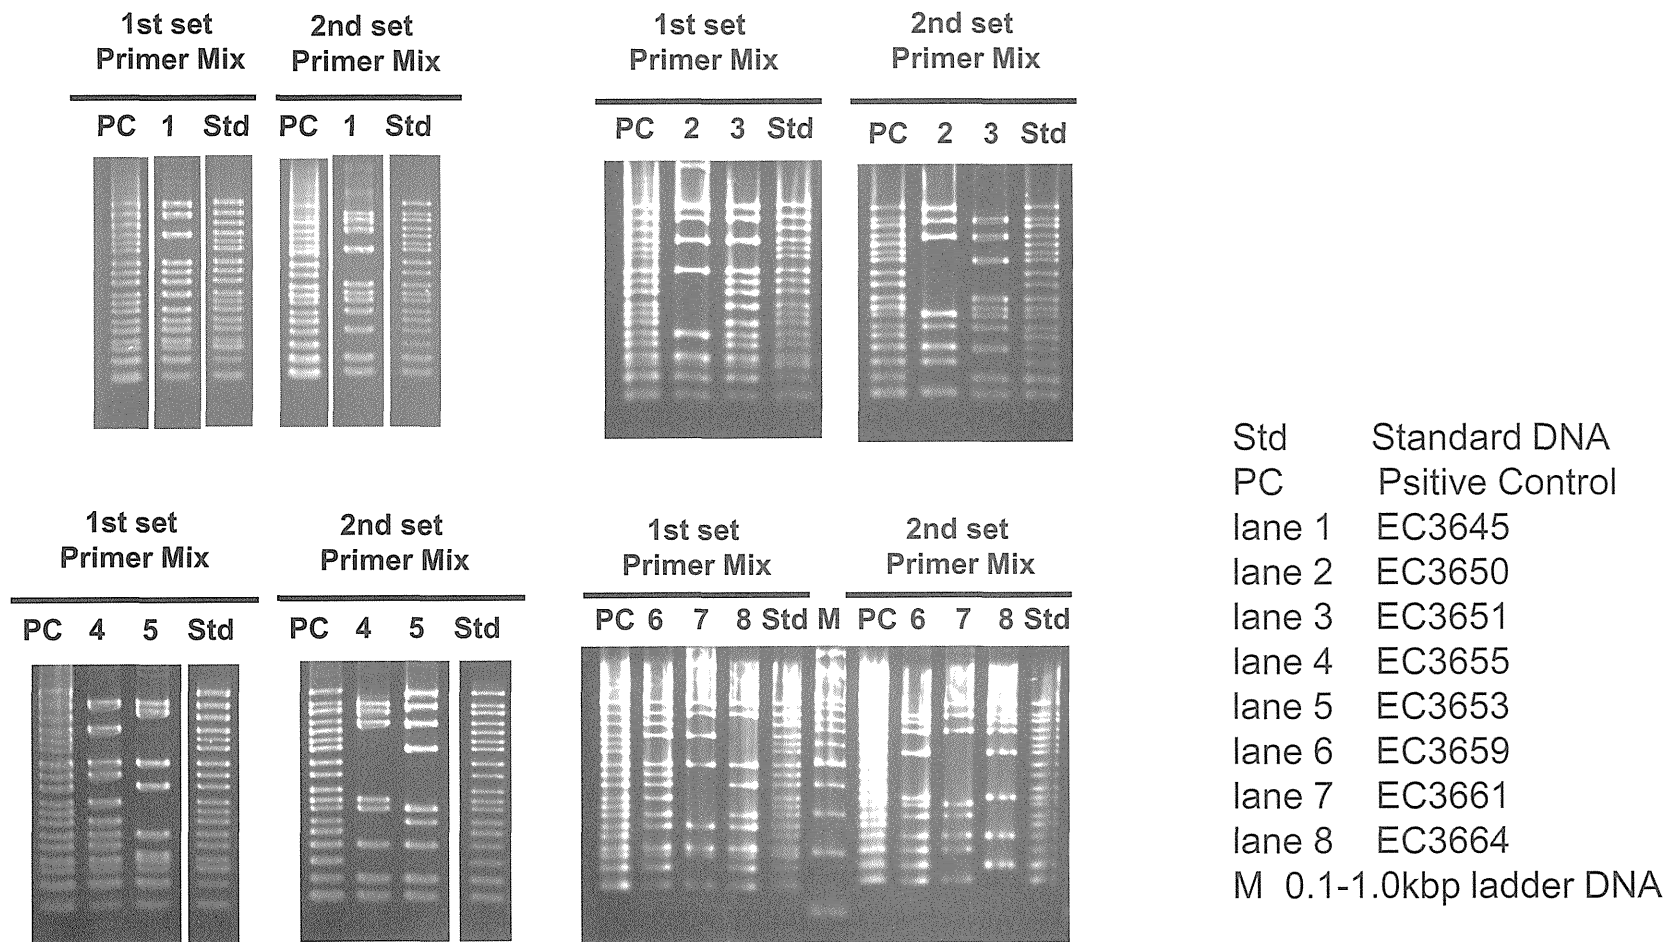 1st set
Primer Mix
2nd set
Primer Mix
PC 1 Std
PC 1 Std
1st set
Primer Mix
2nd set
Primer Mix
PC 2 3 Std
PC 2 3 Std
1st set
Primer Mix
2nd set
Primer Mix
PC 4 5 Std
PC 4 5 Std
1st set
Primer Mix
2nd set
Primer Mix
PC 6 7 8 Std M PC 6 7 8 Std
Std Standard DNA
PC Psitive Control
lane 1 EC3645
lane 2 EC3650
lane 3 EC3651
lane 4 EC3655
lane 5 EC3653
lane 6 EC3659
lane 7 EC3661
lane 8 EC3664
M 0.1-1.0kbp ladder DNA